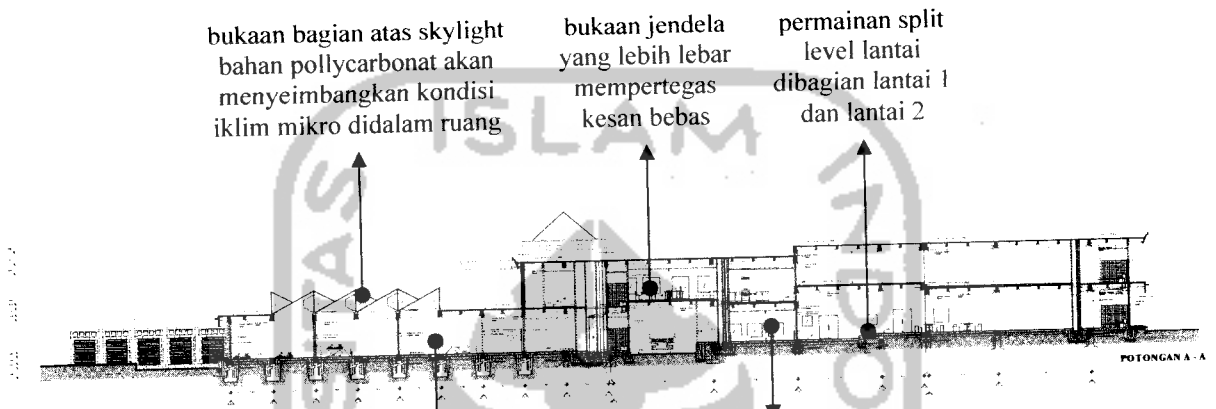 bukaan bagian atas skylight
bahan pollycarbonat akan
menyeimbangkan kondisi
iklim mikro didalam ruang
bukaan jendela
yang lebih lebar
mempertegas
kesan bebas
permainan split
level lantai
dibagian lantai 1
dan lantai 2
ISLAM
POTONGAN A - A